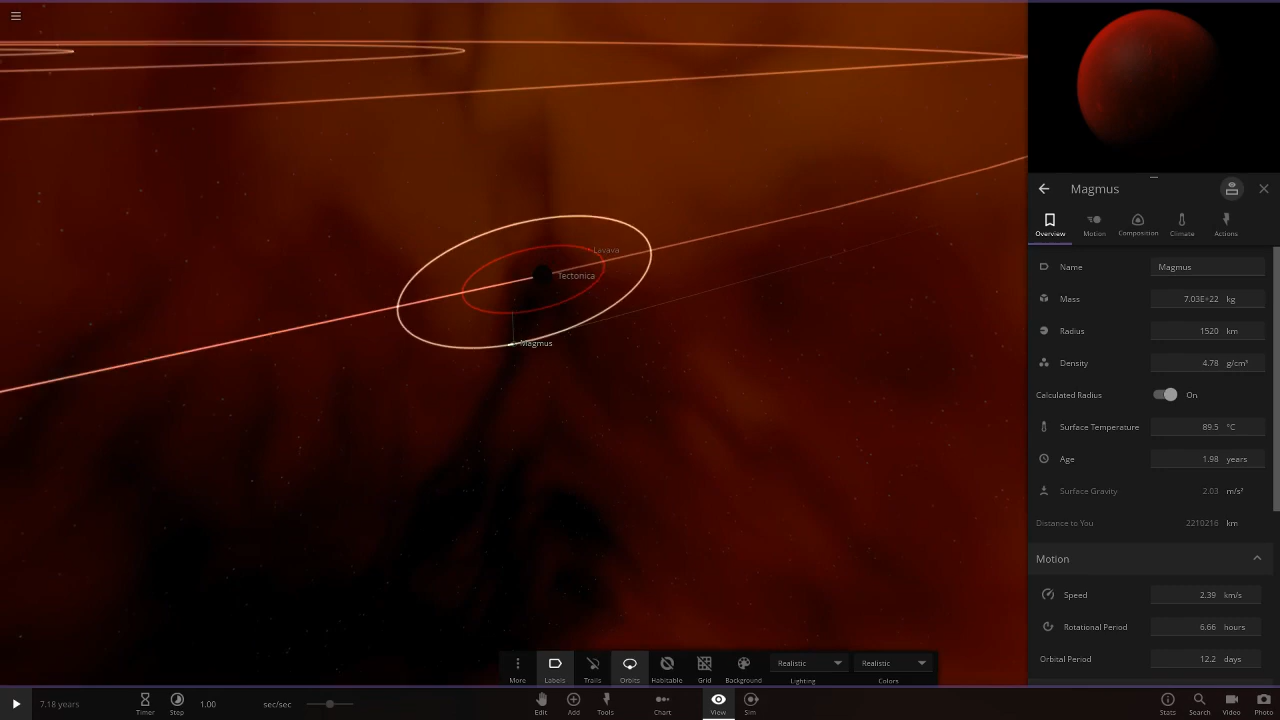 Lavava
Tectonica
Magmus
Magmus
Overview
Motion
Composition
Climate
Actions
Name
Magmus
Mass
7.03E+22 kg
Radius
1520 km
Density
4.78 g/cm³
Calculated Radius
On
Surface Temperature
89.5 °C
Age
1.98 years
Surface Gravity
2.03 m/s²
Distance to You
2210216 km
Motion
Speed
2.39 km/s
Rotational Period
6.66 hours
Orbital Period
12.2 days
More
Labels
Trails
Orbits
Habitable
Grid
Background
Realistic
Lighting
Realistic
Colors
7.18 years
Timer
Step
1.00
sec/sec
Edit
Add
Tools
Chart
View
Sim
Stats
Search
Video
Photo